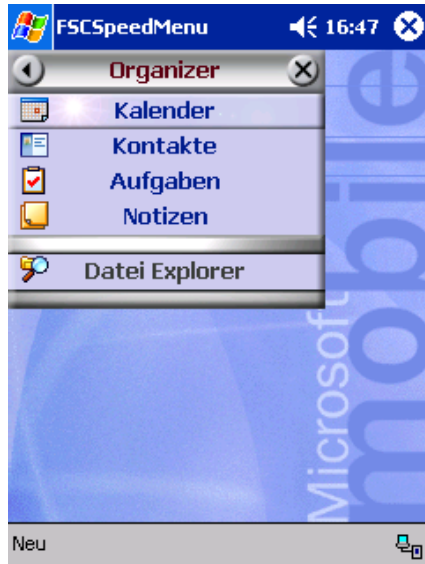 FSCSpeedMenu 16:47
Organizer
Kalender
Kontakte
Aufgaben
Notizen
Datei Explorer
Microsoft
mobile
Neu